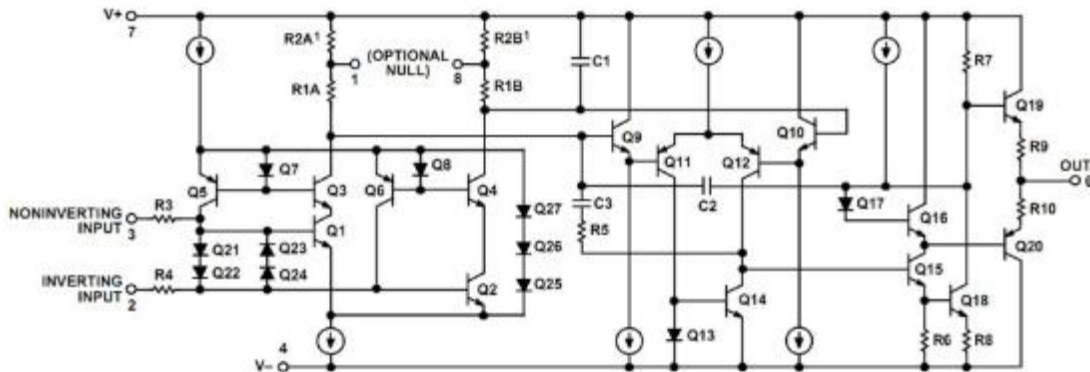 V+
7
R2A¹
R2B¹
(OPTIONAL
NULL)
1
8
C1
R7
R1A
R1B
Q19
Q9
Q10
R9
Q7
Q8
Q11
Q12
OUT
6
Q5
Q3
Q6
Q4
C2
Q17
R10
NONINVERTING
INPUT
3
R3
Q27
C3
Q16
Q1
R5
Q20
Q21
Q23
Q26
Q22
Q24
Q15
INVERTING
INPUT
2
R4
Q2
Q25
Q14
Q18
Q13
R6
R8
4
V–